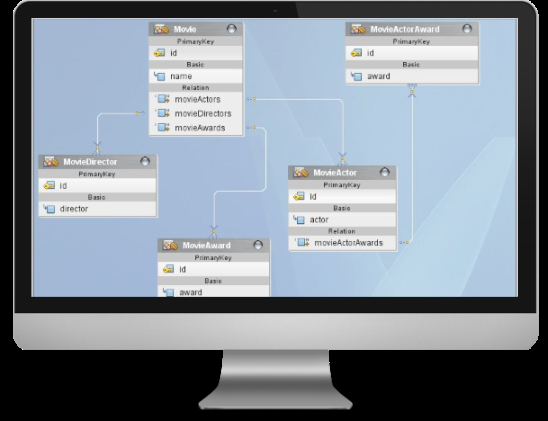 Movie
PrimaryKey
id
Basic
name
Relation
movieActors
movieDirectors
movieAwards
MovieActorAward
PrimaryKey
id
Basic
award
MovieDirector
PrimaryKey
id
Basic
director
MovieActor
PrimaryKey
id
Basic
actor
Relation
movieActorAwards
MovieAward
PrimaryKey
id
Basic
award